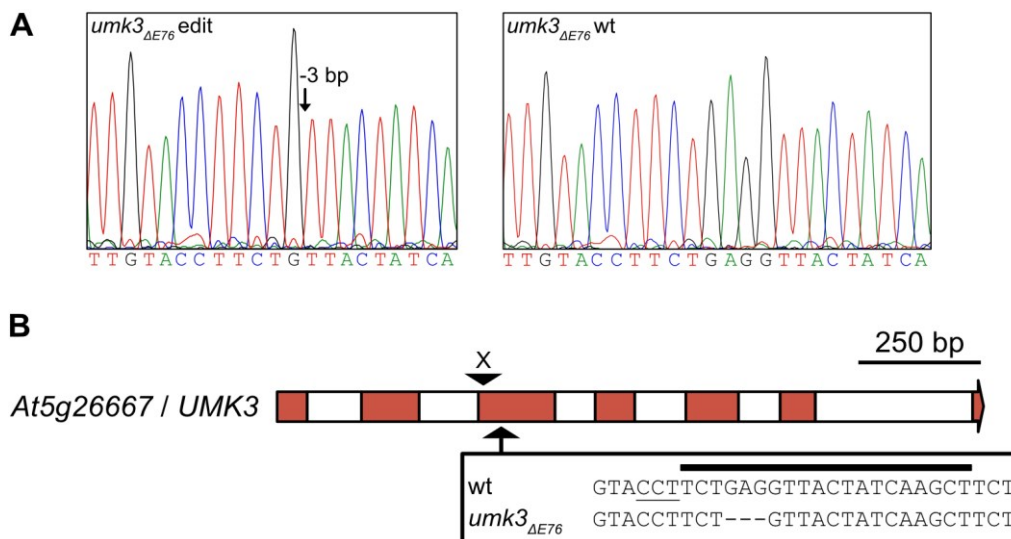 A
umk3ΔE76 edit
-3 bp
TTGTACCTTCTGTTACTATCA
umk3ΔE76 wt
TTGTACCTTCTGAGGTTACTATCA
B
250 bp
X
At5g26667 / UMK3
wt GTACCTTCTGAGGTTACTATCAAGCTTCT
umk3ΔE76 GTACCTTCT---GTTACTATCAAGCTTCT